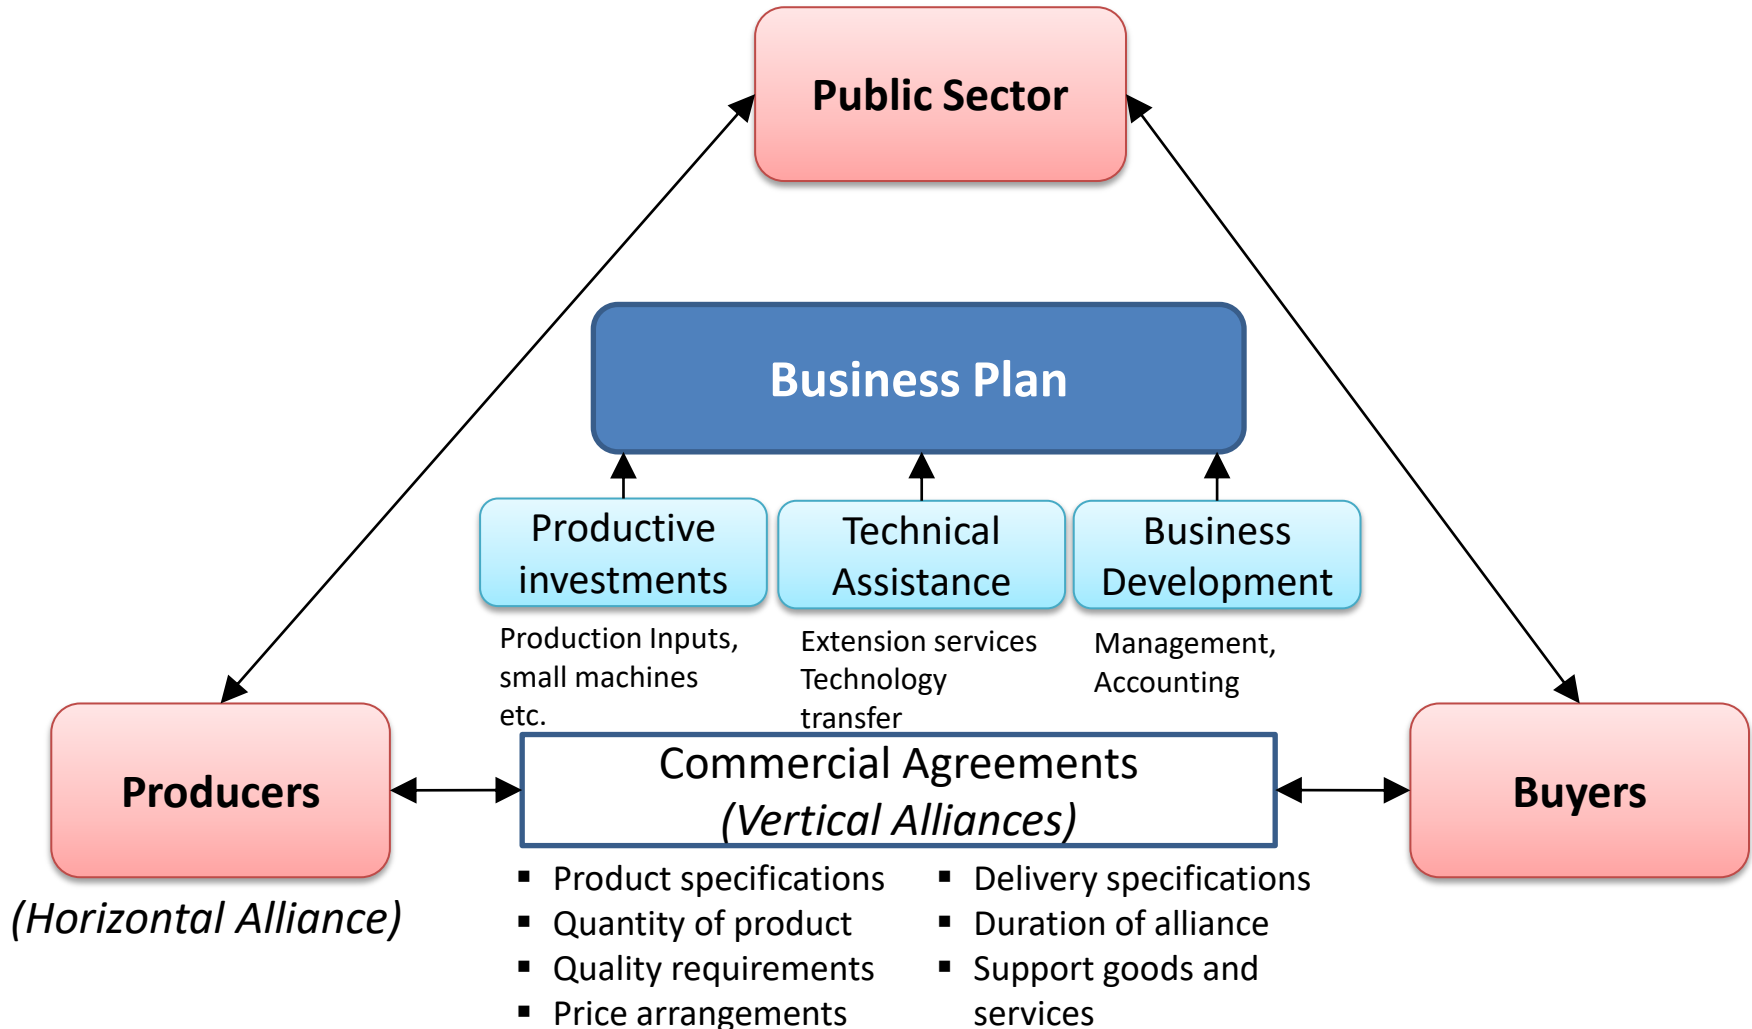 Public Sector
Business Plan
Productive
investments
Technical
Assistance
Business
Development
Production Inputs,
small machines
etc.
Extension services
Technology
transfer
Management,
Accounting
Producers
(Horizontal Alliance)
Commercial Agreements
(Vertical Alliances)
Buyers
▪ Product specifications
▪ Quantity of product
▪ Quality requirements
▪ Price arrangements
▪ Delivery specifications
▪ Duration of alliance
▪ Support goods and
services